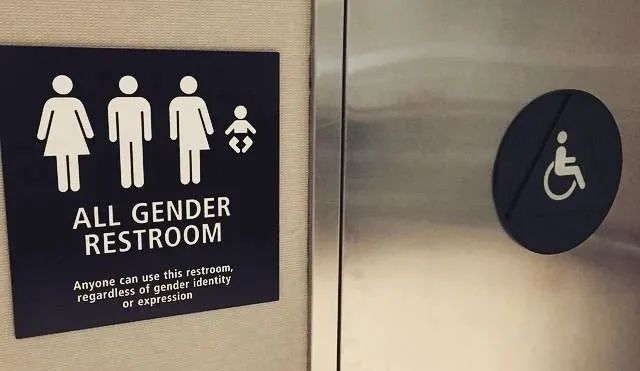 ALL GENDER
RESTROOM
Anyone can use this restroom,
regardless of gender identity
or expression